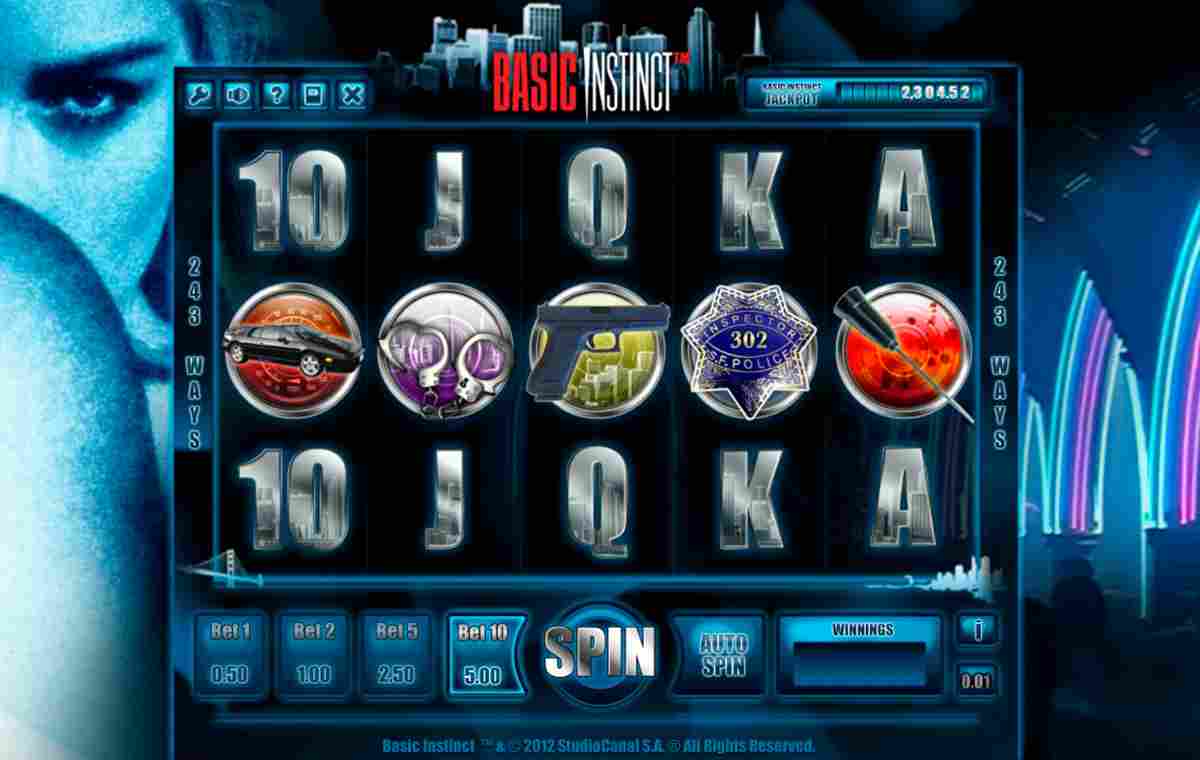 BASIC INSTINCT™
?
BASIC INSTINCT
JACKPOT
2,304.52
10 J Q K A
243 WAYS
INSPECTOR
302
S.F. POLICE
243 WAYS
10 J Q K A
Bet 1
0.50
Bet 2
1.00
Bet 5
2.50
Bet 10
5.00
SPIN
AUTO
SPIN
WINNINGS
i
0.01
Basic Instinct ™ & © 2012 StudioCanal S.A. ® All Rights Reserved.